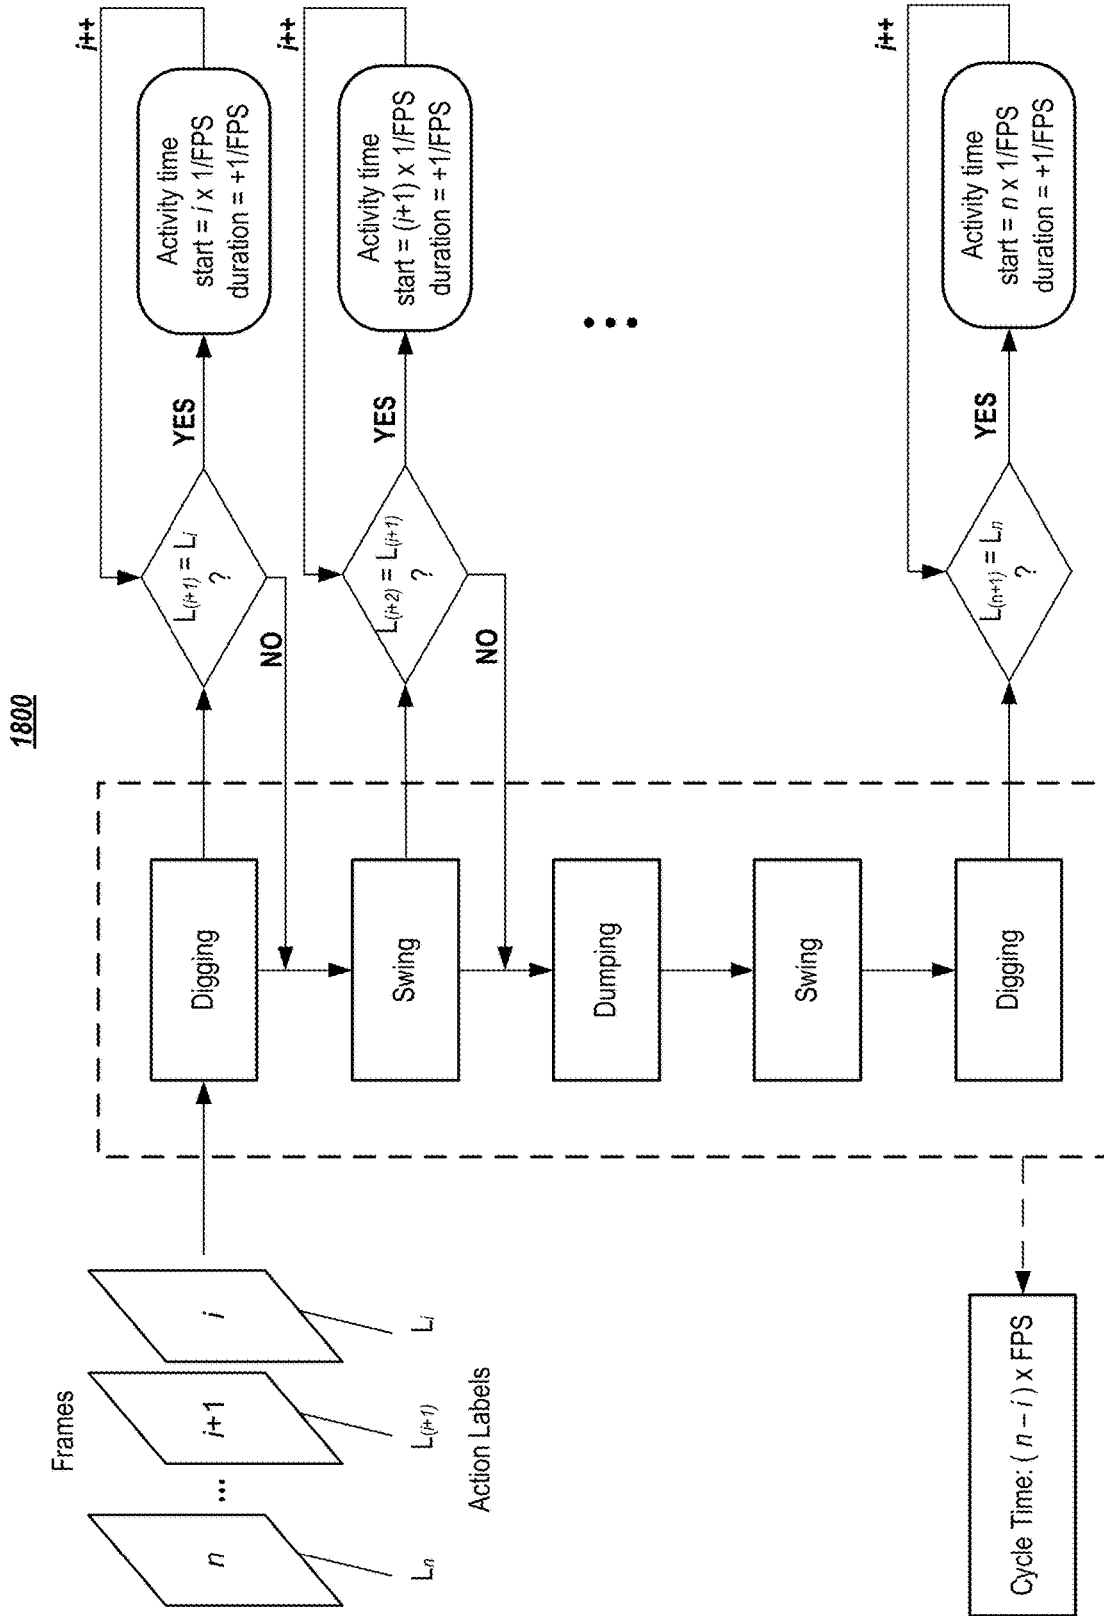 1800
Frames
n
...
i+1
i
Lₙ
L₍ᵢ₊₁₎
Lᵢ
Action Labels
Digging
L₍ᵢ₊₁₎ = Lᵢ
?
YES
NO
Activity time
start = i x 1/FPS
duration = +1/FPS
i++
Swing
L₍ᵢ₊₂₎ = L₍ᵢ₊₁₎
?
YES
NO
Activity time
start = (i+1) x 1/FPS
duration = +1/FPS
i++
Dumping
...
Swing
Digging
L₍ₙ₊₁₎ = Lₙ
?
YES
Activity time
start = n x 1/FPS
duration = +1/FPS
i++
Cycle Time: ( n – i ) x FPS